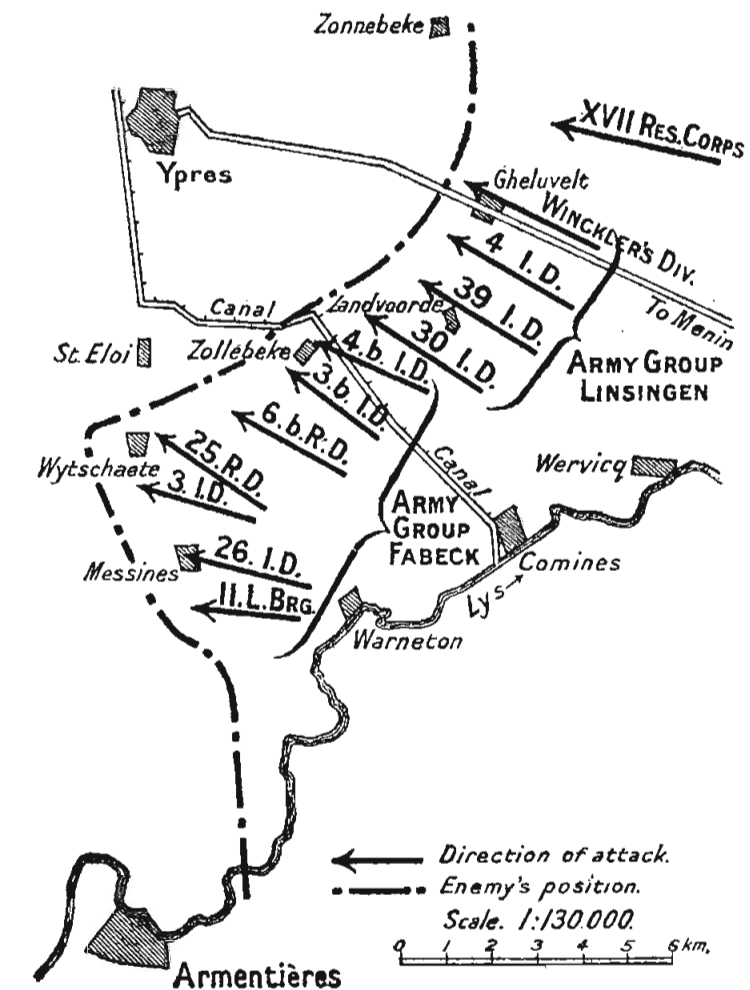 Zonnebeke
XVII RES. CORPS
Ypres
Gheluvelt
WINCKLER'S DIV.
4 I.D.
To Menin
39 I.D.
Canal
Zandvoorde
30 I.D.
St. Eloi
Zollebeke
4.b. I.D.
ARMY GROUP
LINSINGEN
3.b. I.D.
6.b.R.D.
Wytschaete
25.R.D.
3. I.D.
Canal
Wervicq
ARMY
GROUP
FABECK
Messines
26. I.D.
Comines
Lys
11.L.BRG.
Warneton
Direction of attack.
Enemy's position.
Scale. 1:130.000.
0 1 2 3 4 5 6 km.
Armentières